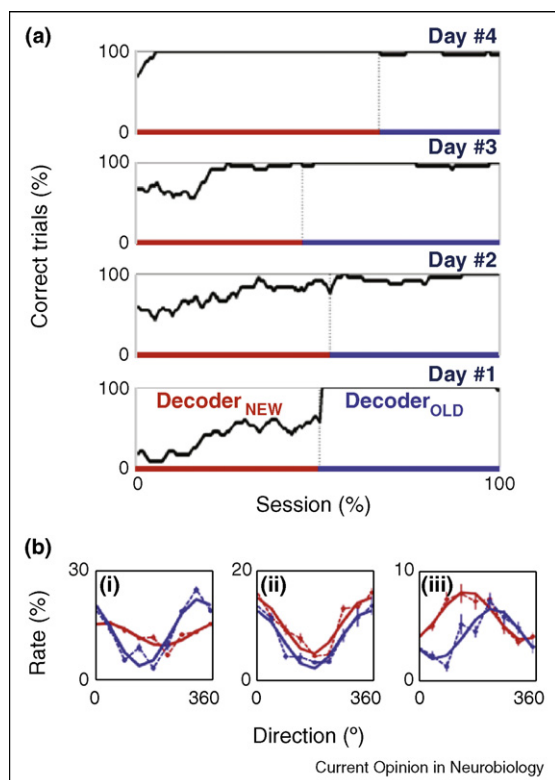 (a)
Day #4
100
0
Day #3
100
0
Day #2
100
0
Day #1
100
Decoder NEW Decoder OLD
0
0 100
Session (%)
Correct trials (%)
(b)
30 (i) 20 (ii) 10 (iii)
Rate (%)
0 0 0
0 360 0 360 0 360
Direction (º)
Current Opinion in Neurobiology